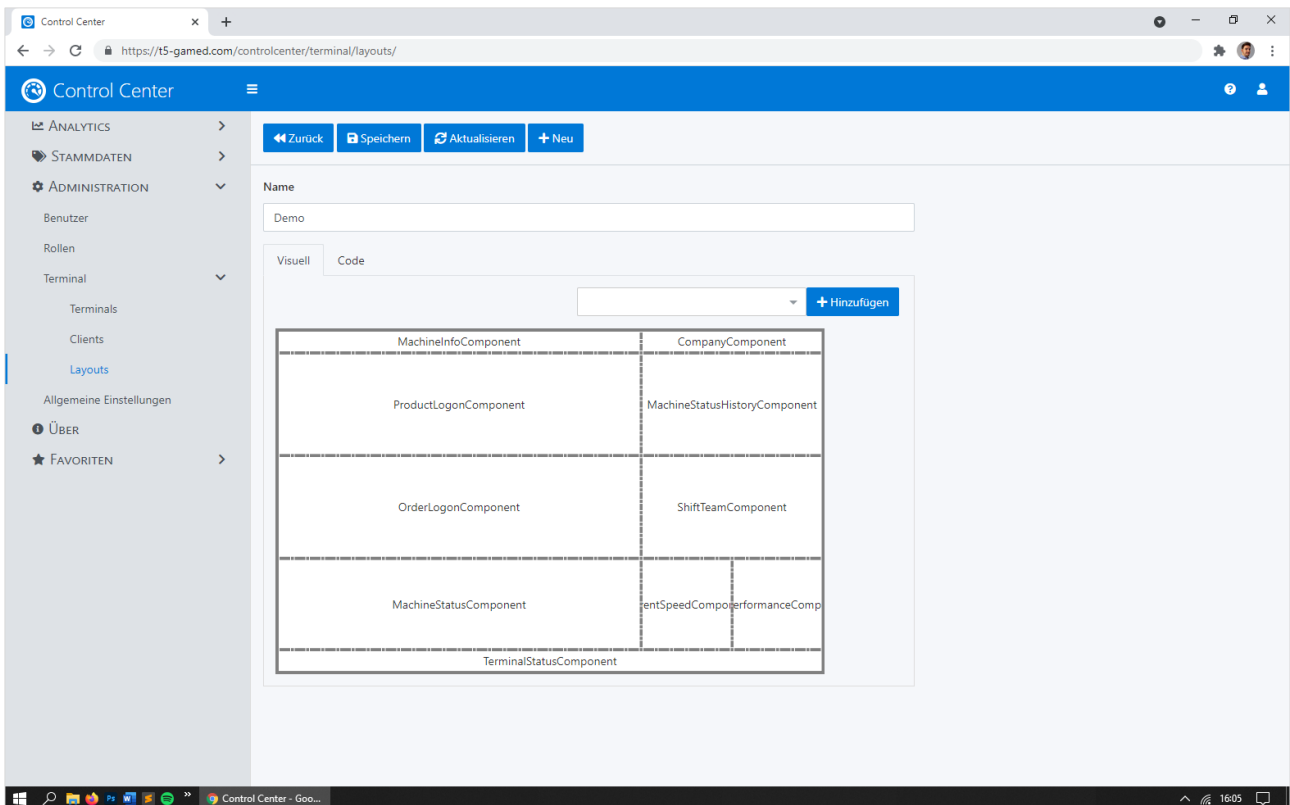 Control Center
https://t5-gamed.com/controlcenter/terminal/layouts/
Control Center
ANALYTICS
STAMMDATEN
ADMINISTRATION
Benutzer
Rollen
Terminal
Terminals
Clients
Layouts
Allgemeine Einstellungen
ÜBER
FAVORITEN
Zurück Speichern Aktualisieren Neu
Name
Demo
Visuell Code
Hinzufügen
MachineInfoComponent CompanyComponent
ProductLogonComponent MachineStatusHistoryComponent
OrderLogonComponent ShiftTeamComponent
MachineStatusComponent entSpeedCompo erformanceComp
TerminalStatusComponent
Control Center - Goo... 16:05